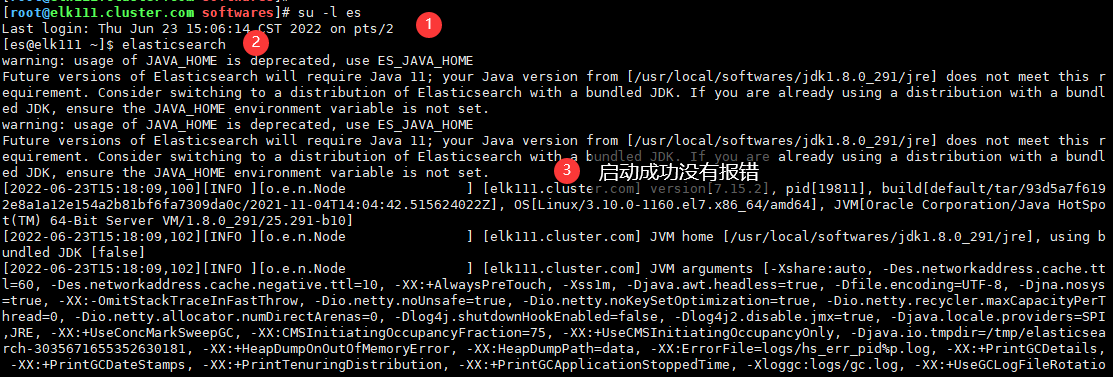 [root@elk111.cluster.com softwares]# su -l es
Last login: Thu Jun 23 15:06:14 CST 2022 on pts/2
1
[es@elk111 ~]$ elasticsearch
2
warning: usage of JAVA_HOME is deprecated, use ES_JAVA_HOME
Future versions of Elasticsearch will require Java 11; your Java version from [/usr/local/softwares/jdk1.8.0_291/jre] does not meet this r
equirement. Consider switching to a distribution of Elasticsearch with a bundled JDK. If you are already using a distribution with a bundl
ed JDK, ensure the JAVA_HOME environment variable is not set.
warning: usage of JAVA_HOME is deprecated, use ES_JAVA_HOME
Future versions of Elasticsearch will require Java 11; your Java version from [/usr/local/softwares/jdk1.8.0_291/jre] does not meet this r
equirement. Consider switching to a distribution of Elasticsearch with a bundled JDK. If you are already using a distribution with a bundl
ed JDK, ensure the JAVA_HOME environment variable is not set.
3 启动成功没有报错
[2022-06-23T15:18:09,100][INFO ][o.e.n.Node ] [elk111.cluster.com] version[7.15.2], pid[19811], build[default/tar/93d5a7f619
2e8a1a12e154a2b81bf6fa7309da0c/2021-11-04T14:04:42.515624022Z], OS[Linux/3.10.0-1160.el7.x86_64/amd64], JVM[Oracle Corporation/Java HotSpo
t(TM) 64-Bit Server VM/1.8.0_291/25.291-b10]
[2022-06-23T15:18:09,102][INFO ][o.e.n.Node ] [elk111.cluster.com] JVM home [/usr/local/softwares/jdk1.8.0_291/jre], using b
undled JDK [false]
[2022-06-23T15:18:09,102][INFO ][o.e.n.Node ] [elk111.cluster.com] JVM arguments [-Xshare:auto, -Des.networkaddress.cache.tt
l=60, -Des.networkaddress.cache.negative.ttl=10, -XX:+AlwaysPreTouch, -Xss1m, -Djava.awt.headless=true, -Dfile.encoding=UTF-8, -Djna.nosys
=true, -XX:-OmitStackTraceInFastThrow, -Dio.netty.noUnsafe=true, -Dio.netty.noKeySetOptimization=true, -Dio.netty.recycler.maxCapacityPerT
hread=0, -Dio.netty.allocator.numDirectArenas=0, -Dlog4j.shutdownHookEnabled=false, -Dlog4j2.disable.jmx=true, -Djava.locale.providers=SPI
,JRE, -XX:+UseConcMarkSweepGC, -XX:CMSInitiatingOccupancyFraction=75, -XX:+UseCMSInitiatingOccupancyOnly, -Djava.io.tmpdir=/tmp/elasticsea
rch-3035671655352630181, -XX:+HeapDumpOnOutOfMemoryError, -XX:HeapDumpPath=data, -XX:ErrorFile=logs/hs_err_pid%p.log, -XX:+PrintGCDetails,
-XX:+PrintGCDateStamps, -XX:+PrintTenuringDistribution, -XX:+PrintGCApplicationStoppedTime, -Xloggc:logs/gc.log, -XX:+UseGCLogFileRotatio